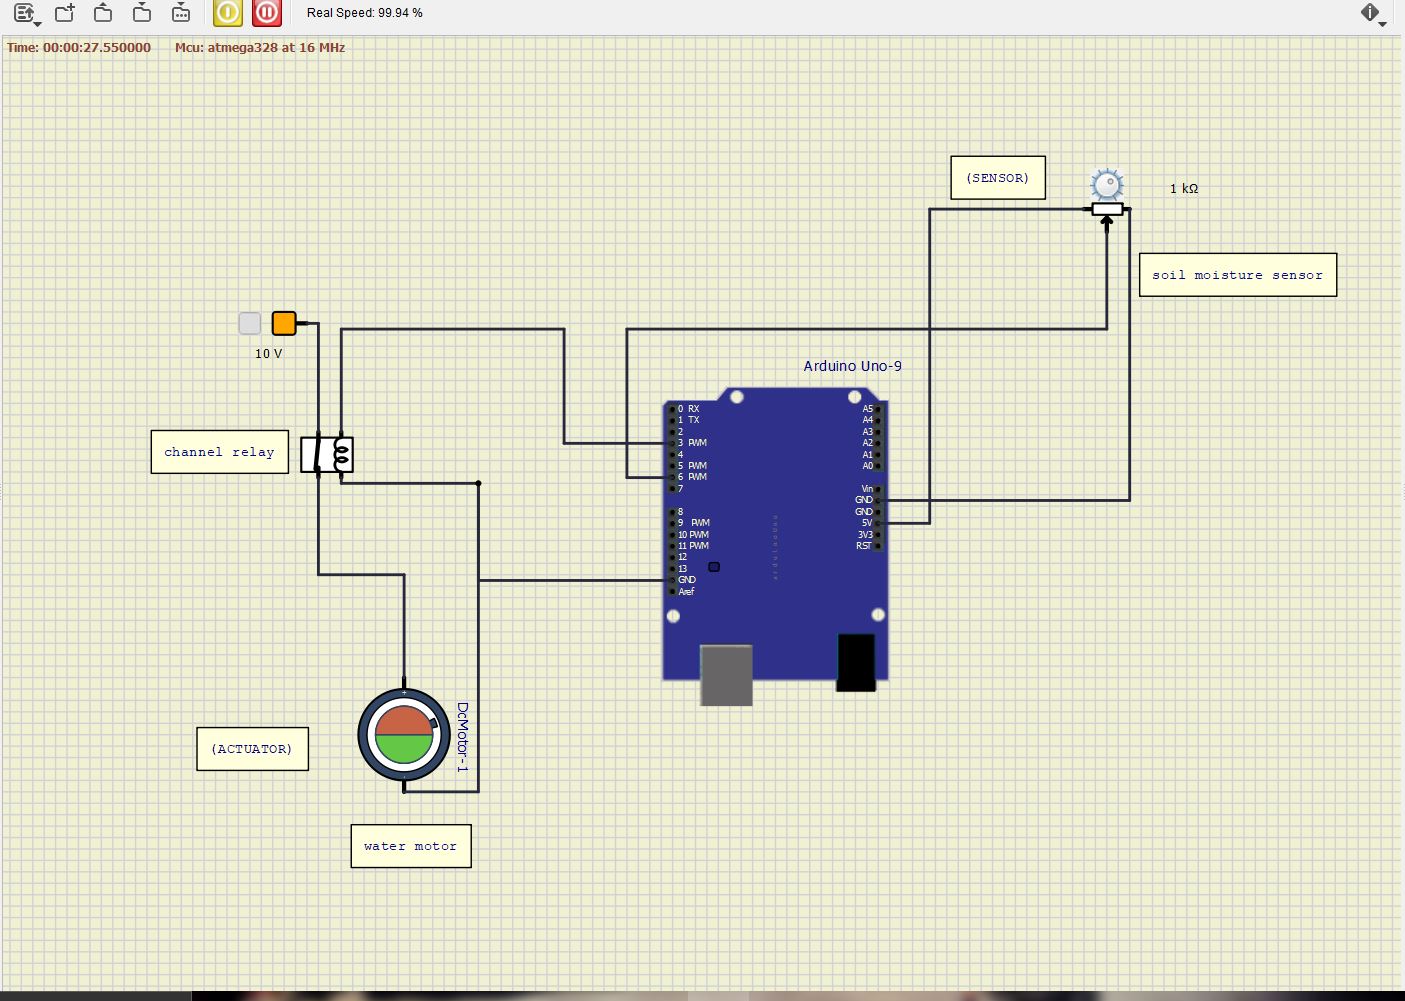 Real Speed: 99.94 %
Time: 00:00:27.550000 Mcu: atmega328 at 16 MHz
(SENSOR)
1 kΩ
soil moisture sensor
10 V
Arduino Uno-9
channel relay
0 RX
1 TX
2
3 PWM
4
5 PWM
6 PWM
7
8
9 PWM
10 PWM
11 PWM
12
13
GND
Aref
A5
A4
A3
A2
A1
A0
Vin
GND
GND
5V
3V3
RST
arduinoUno
DcMotor-1
(ACTUATOR)
water motor